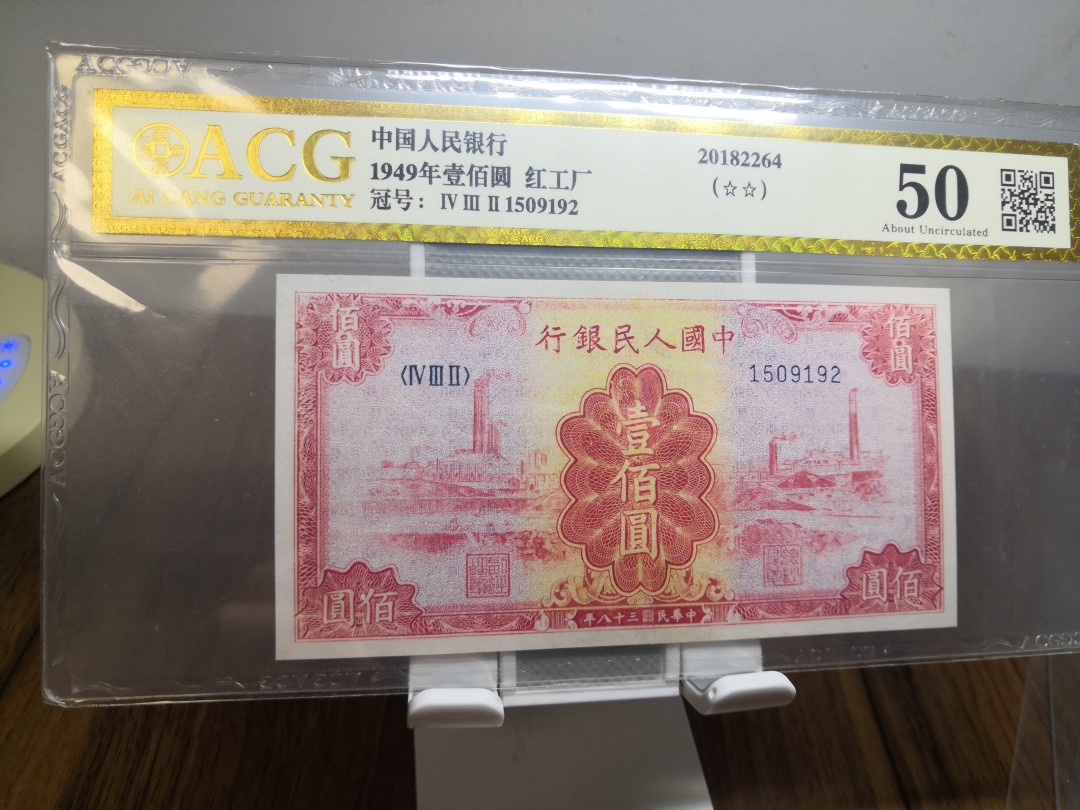 ACG
AI CANG GUARANTY
中国人民银行
1949年壹佰圆 红工厂
冠号：Ⅳ Ⅲ Ⅱ 1509192
20182264
(☆☆)
50
About Uncirculated
ACG
ACG
佰圓
行銀民人國中
佰圓
〈Ⅳ Ⅲ Ⅱ〉
1509192
壹佰圓
圓佰
圓佰
年八十三國民華中